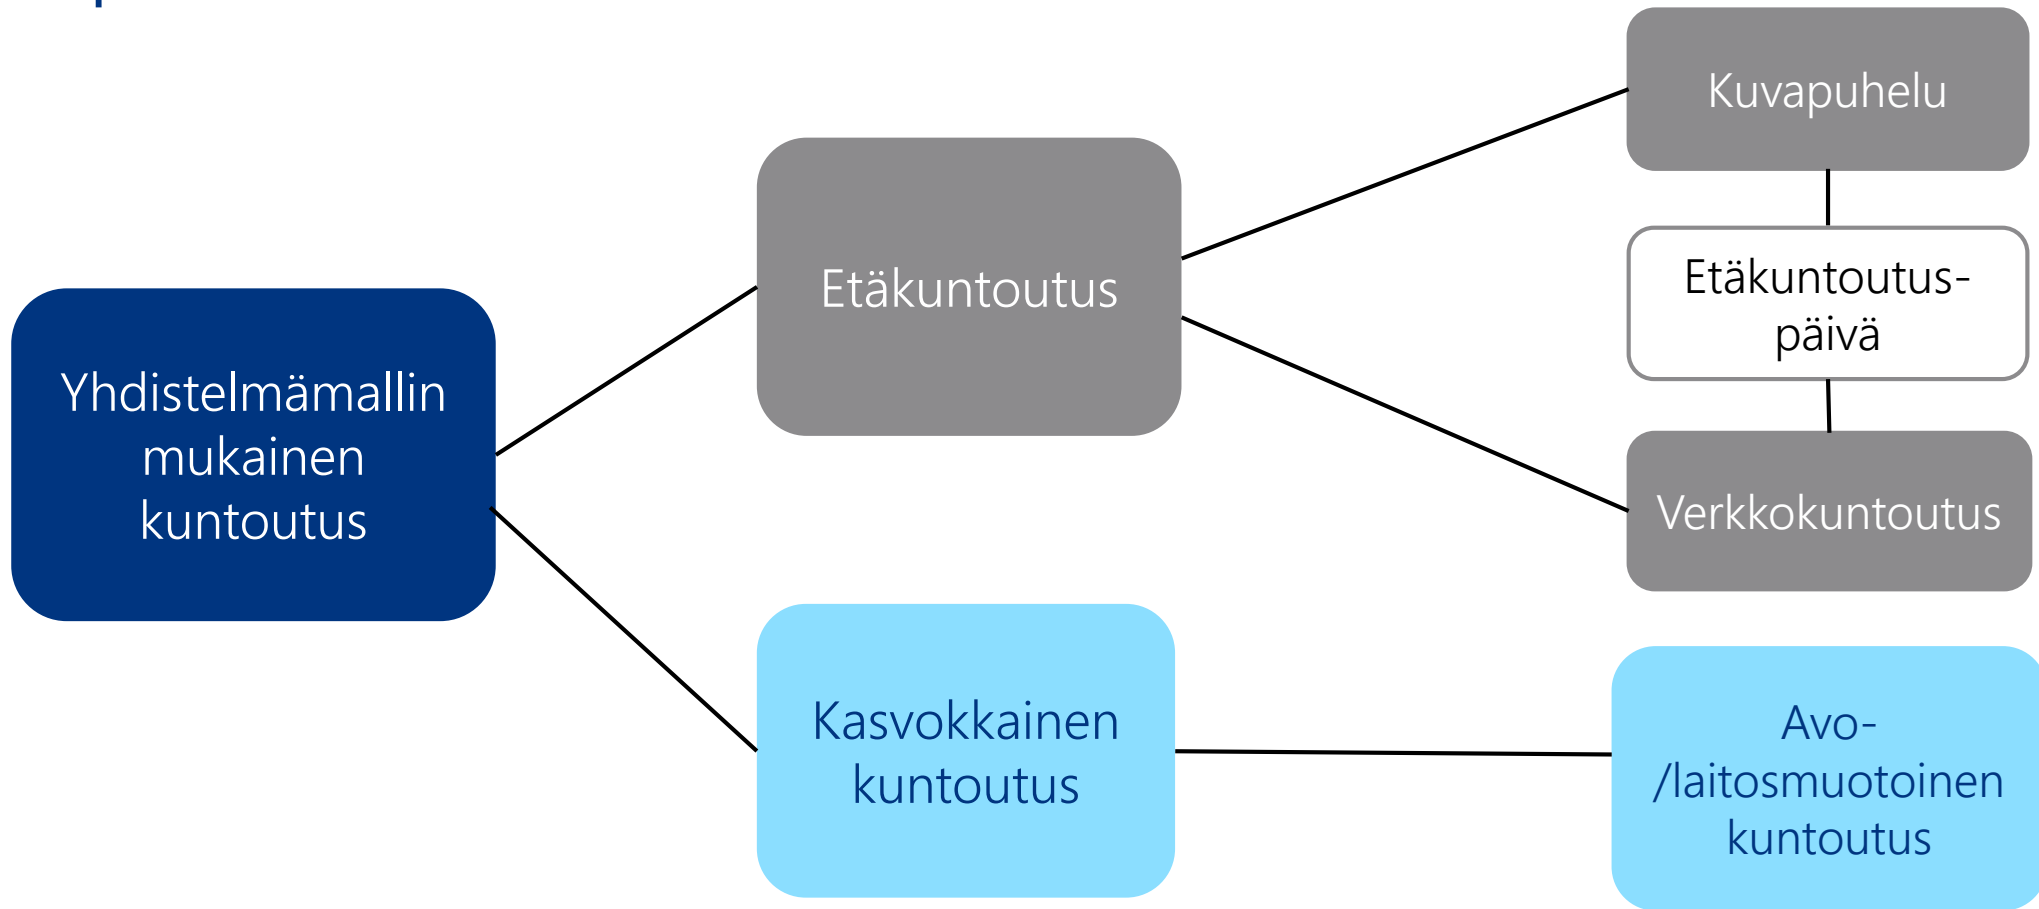 Yhdistelmämallin
mukainen
kuntoutus
Etäkuntoutus
Kasvokkainen
kuntoutus
Kuvapuhelu
Etäkuntoutus-
päivä
Verkkokuntoutus
Avo-
/laitosmuotoinen
kuntoutus